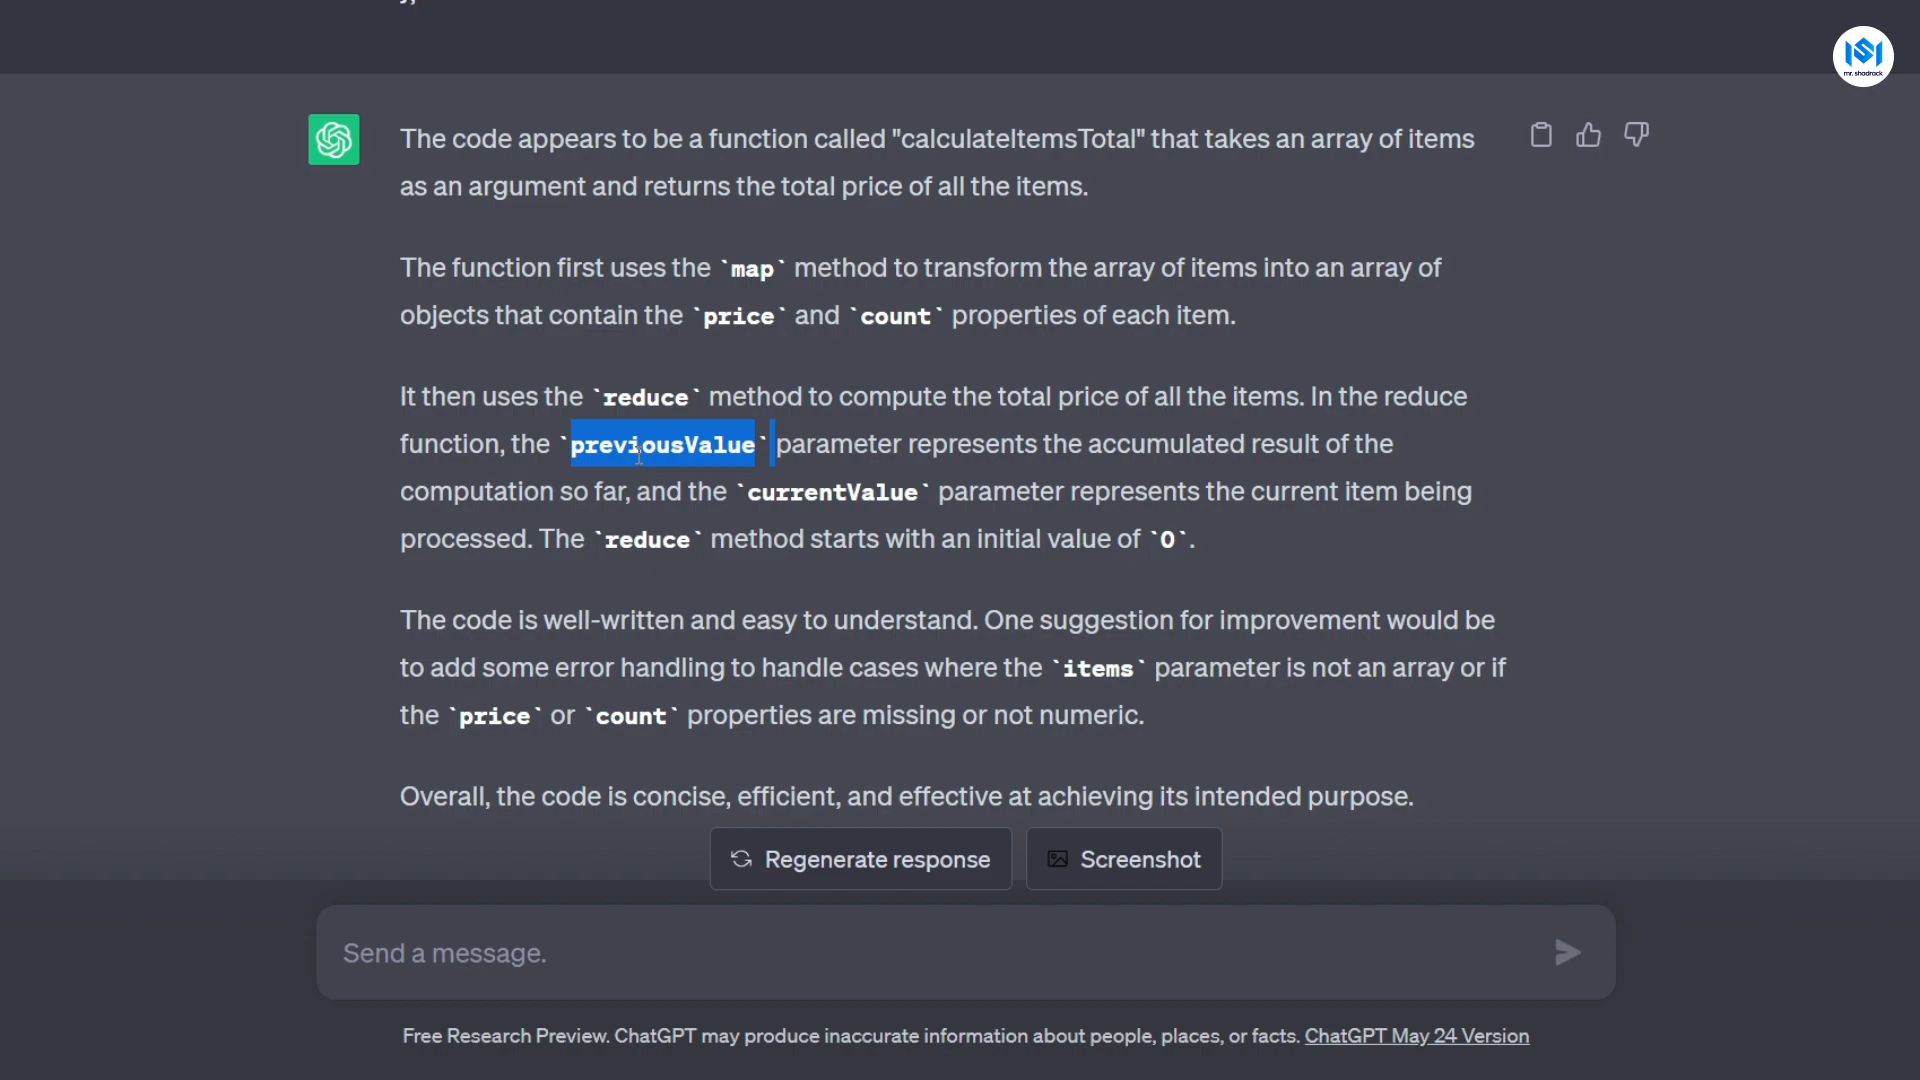 mr. shadrack
The code appears to be a function called "calculateItemsTotal" that takes an array of items
as an argument and returns the total price of all the items.
The function first uses the `map` method to transform the array of items into an array of
objects that contain the `price` and `count` properties of each item.
It then uses the `reduce` method to compute the total price of all the items. In the reduce
function, the `previousValue` parameter represents the accumulated result of the
computation so far, and the `currentValue` parameter represents the current item being
processed. The `reduce` method starts with an initial value of `0`.
The code is well-written and easy to understand. One suggestion for improvement would be
to add some error handling to handle cases where the `items` parameter is not an array or if
the `price` or `count` properties are missing or not numeric.
Overall, the code is concise, efficient, and effective at achieving its intended purpose.
Regenerate response
Screenshot
Send a message.
Free Research Preview. ChatGPT may produce inaccurate information about people, places, or facts. ChatGPT May 24 Version